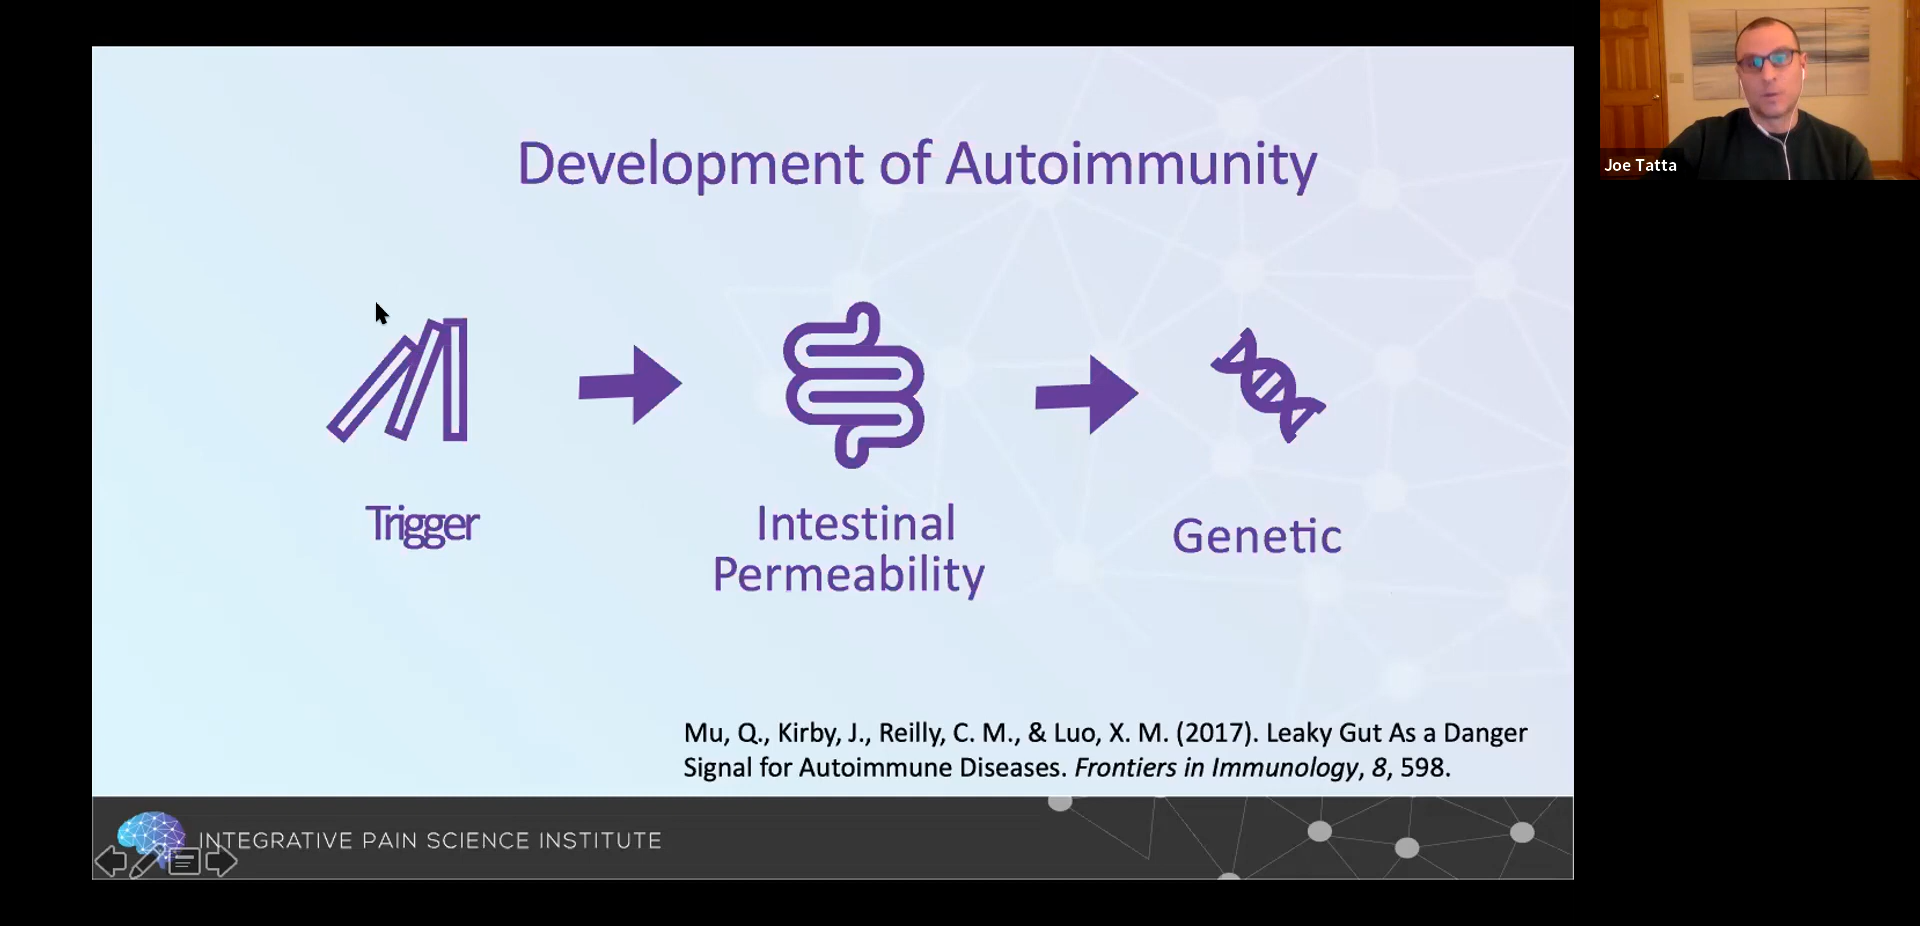 Development of Autoimmunity
Trigger
Intestinal
Permeability
Genetic
Mu, Q., Kirby, J., Reilly, C. M., & Luo, X. M. (2017). Leaky Gut As a Danger
Signal for Autoimmune Diseases. Frontiers in Immunology, 8, 598.
INTEGRATIVE PAIN SCIENCE INSTITUTE
Joe Tatta